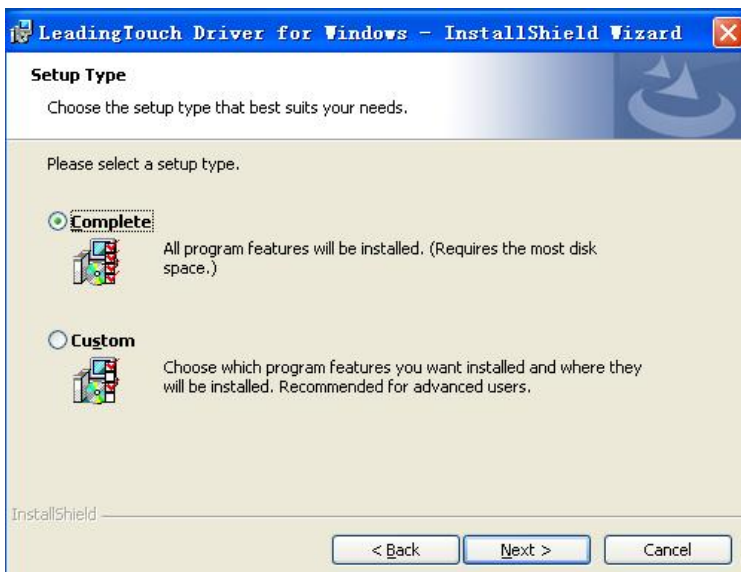 LeadingTouch Driver for Windows - InstallShield Wizard
Setup Type
Choose the setup type that best suits your needs.
Please select a setup type.
Complete
All program features will be installed. (Requires the most disk
space.)
Custom
Choose which program features you want installed and where they
will be installed. Recommended for advanced users.
InstallShield
< Back Next > Cancel